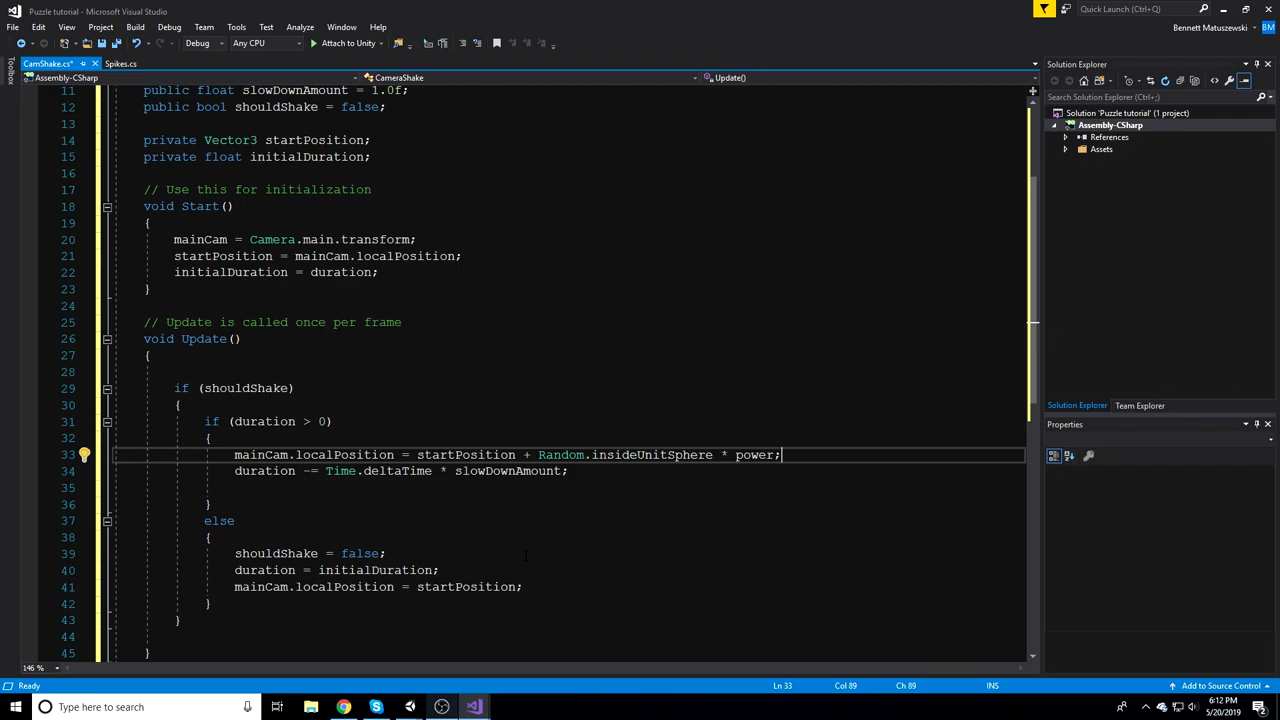 Puzzle tutorial - Microsoft Visual Studio
Quick Launch (Ctrl+Q)
File Edit View Project Build Debug Team Tools Test Analyze Window Help
Bennett Matuszewski BM
Debug Any CPU Attach to Unity
Toolbox
CamShake.cs* Spikes.cs
Assembly-CSharp CameraShake Update()
11 public float slowDownAmount = 1.0f;
12 public bool shouldShake = false;
13
14 private Vector3 startPosition;
15 private float initialDuration;
16
17 // Use this for initialization
18 void Start()
19 {
20 mainCam = Camera.main.transform;
21 startPosition = mainCam.localPosition;
22 initialDuration = duration;
23 }
24
25 // Update is called once per frame
26 void Update()
27 {
28
29 if (shouldShake)
30 {
31 if (duration > 0)
32 {
33 mainCam.localPosition = startPosition + Random.insideUnitSphere * power;
34 duration -= Time.deltaTime * slowDownAmount;
35
36 }
37 else
38 {
39 shouldShake = false;
40 duration = initialDuration;
41 mainCam.localPosition = startPosition;
42 }
43 }
44
45 }
146 %
Solution Explorer
Search Solution Explorer (Ctrl+;)
Solution 'Puzzle tutorial' (1 project)
Assembly-CSharp
References
Assets
Solution Explorer Team Explorer
Properties
Ready Ln 33 Col 89 Ch 89 INS Add to Source Control
Type here to search
6:12 PM
5/20/2019
2